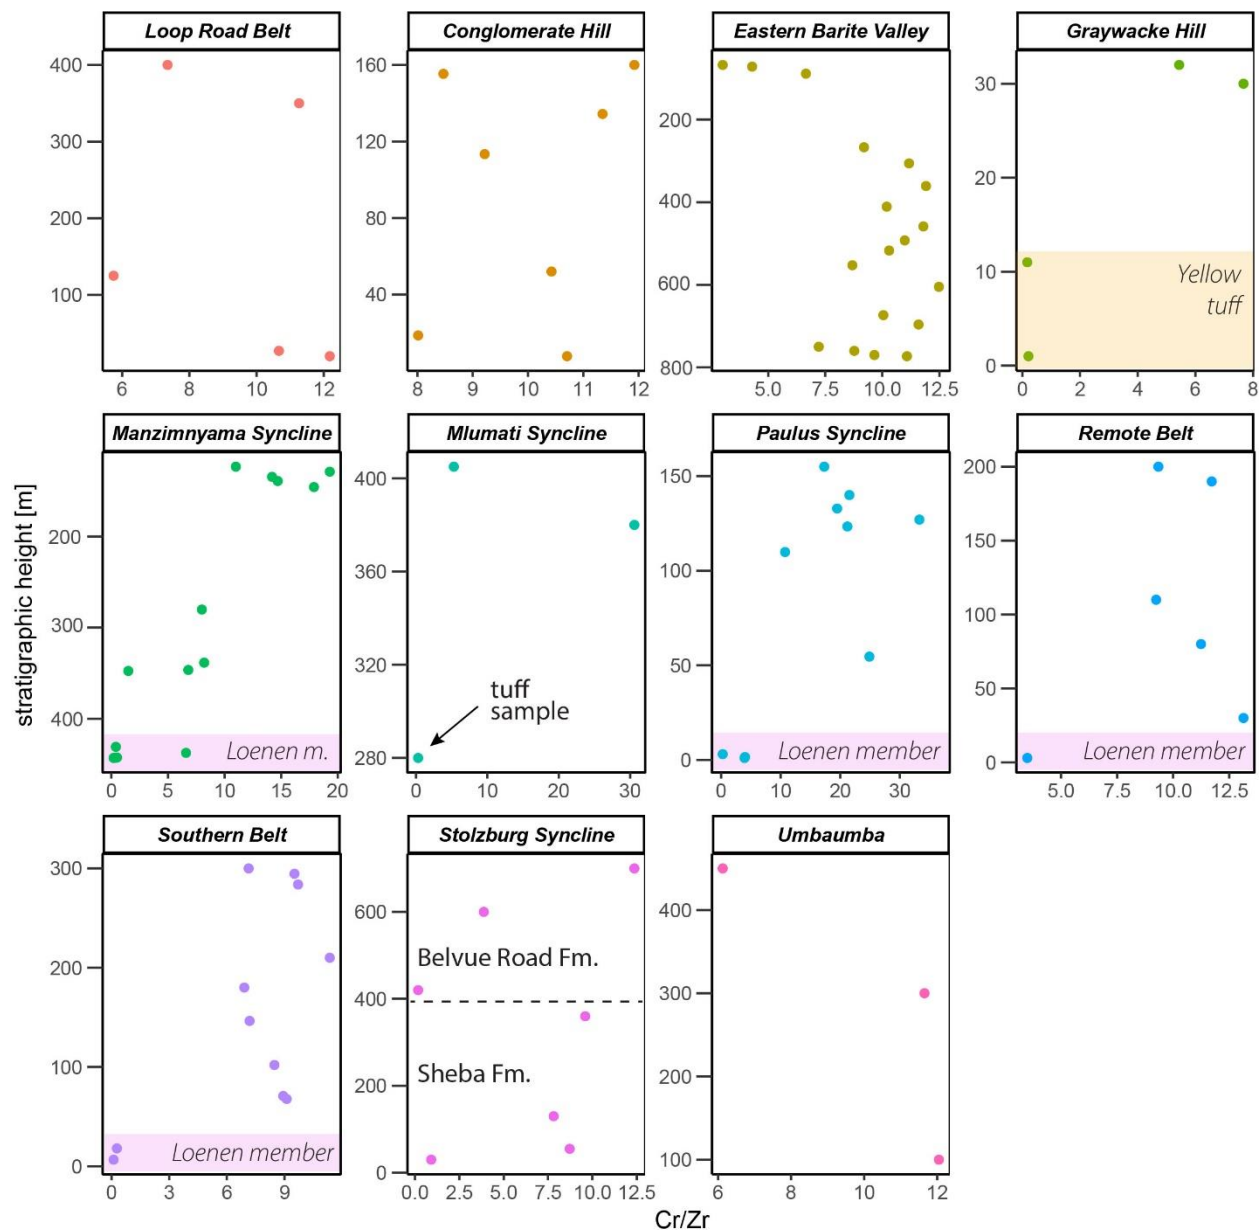 Loop Road Belt
400
300
200
100
6 8 10 12
Conglomerate Hill
160
120
80
40
8 9 10 11 12
Eastern Barite Valley
200
400
600
800
5.0 7.5 10.0 12.5
Graywacke Hill
30
20
10
0
Yellow
tuff
0 2 4 6 8
stratigraphic height [m]
Manzimnyama Syncline
200
300
400
Loenen m.
0 5 10 15 20
Mlumati Syncline
400
360
320
280
tuff
sample
0 10 20 30
Paulus Syncline
150
100
50
0
Loenen member
0 10 20 30
Remote Belt
200
150
100
50
0
Loenen member
5.0 7.5 10.0 12.5
Southern Belt
300
200
100
0
Loenen member
0 3 6 9
Stolzburg Syncline
600
400
200
0
Belvue Road Fm.
Sheba Fm.
0.0 2.5 5.0 7.5 10.0 12.5
Umbaumba
400
300
200
100
6 8 10 12
Cr/Zr